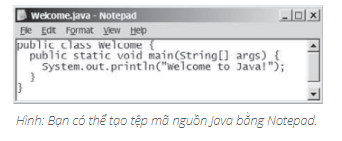 Welcome.java - Notepad
File Edit Format View Help
public class Welcome {
  public static void main(String[] args) {
    System.out.println("Welcome to Java!");
  }
}
Hình: Bạn có thể tạo tệp mã nguồn Java bằng Notepad.